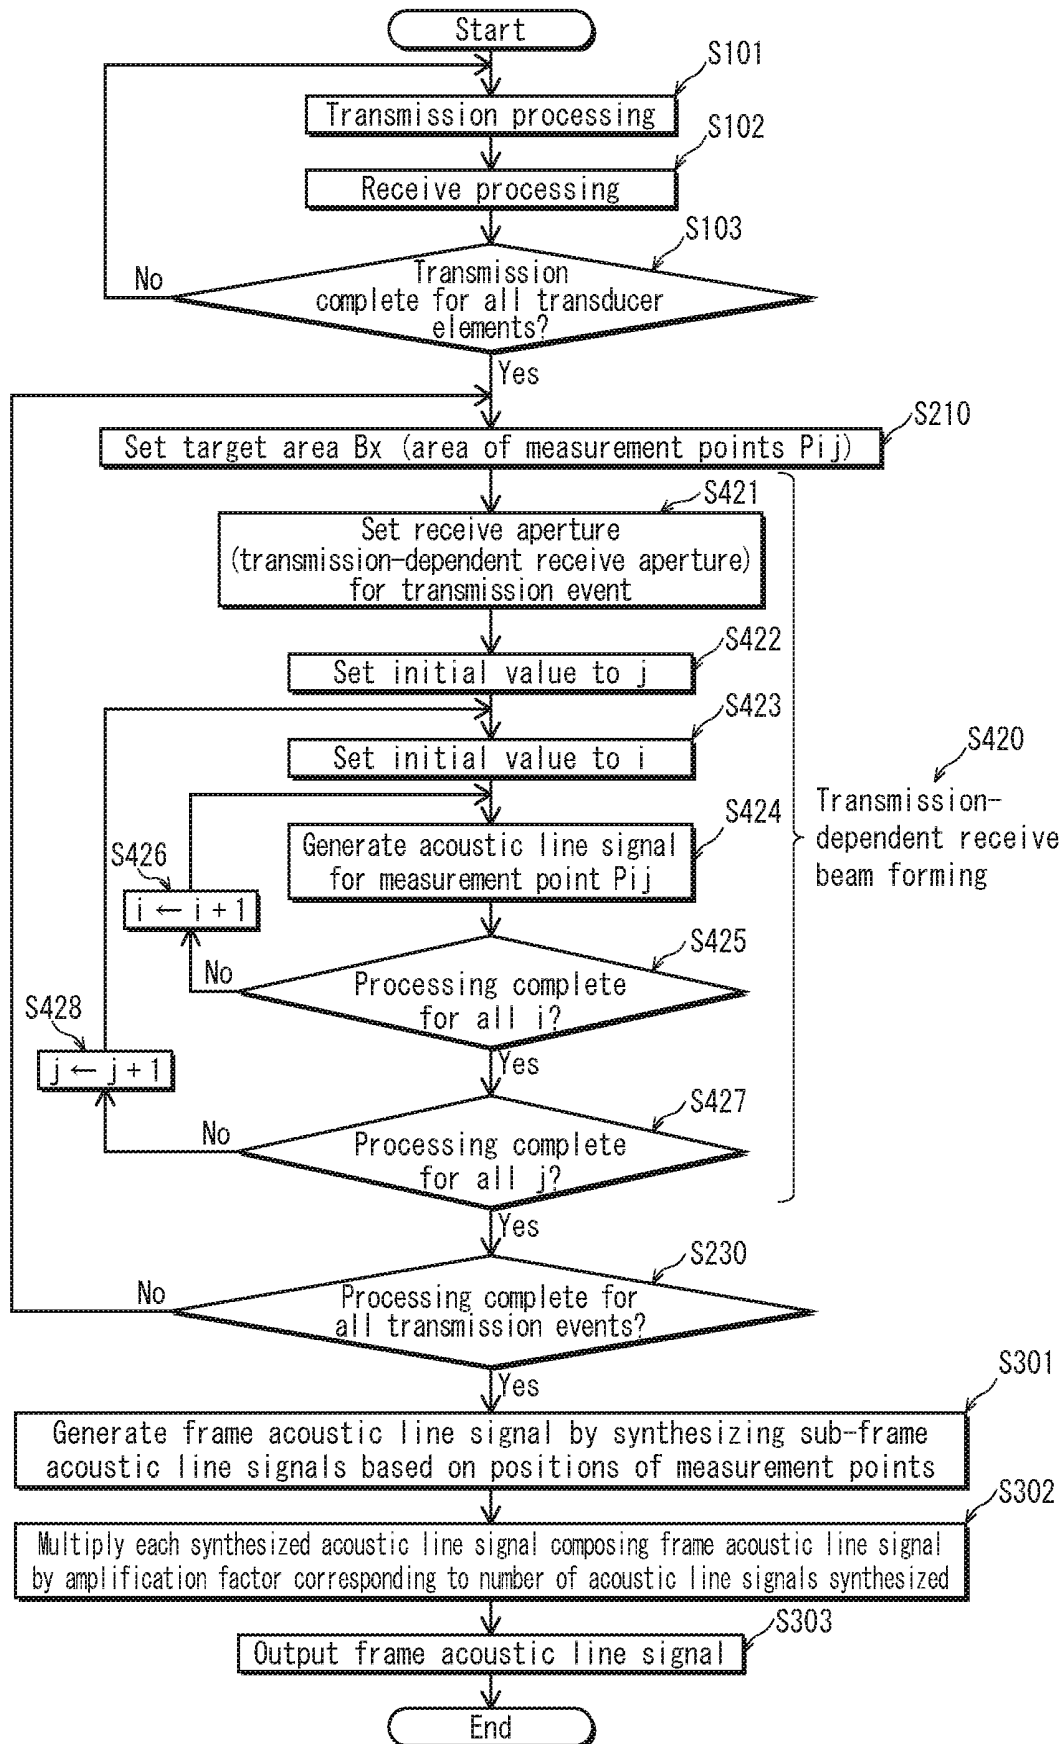 Start
S101
Transmission processing
S102
Receive processing
S103
Transmission
complete for all transducer
elements?
No
Yes
S210
Set target area Bx (area of measurement points Pij)
S421
Set receive aperture
(transmission-dependent receive aperture)
for transmission event
S422
Set initial value to j
S423
Set initial value to i
S420
Transmission-
dependent receive
beam forming
S424
Generate acoustic line signal
for measurement point Pij
S426
i ← i + 1
S425
Processing complete
for all i?
No
Yes
S428
j ← j + 1
S427
Processing complete
for all j?
No
Yes
S230
Processing complete for
all transmission events?
No
Yes
S301
Generate frame acoustic line signal by synthesizing sub-frame
acoustic line signals based on positions of measurement points
S302
Multiply each synthesized acoustic line signal composing frame acoustic line signal
by amplification factor corresponding to number of acoustic line signals synthesized
S303
Output frame acoustic line signal
End